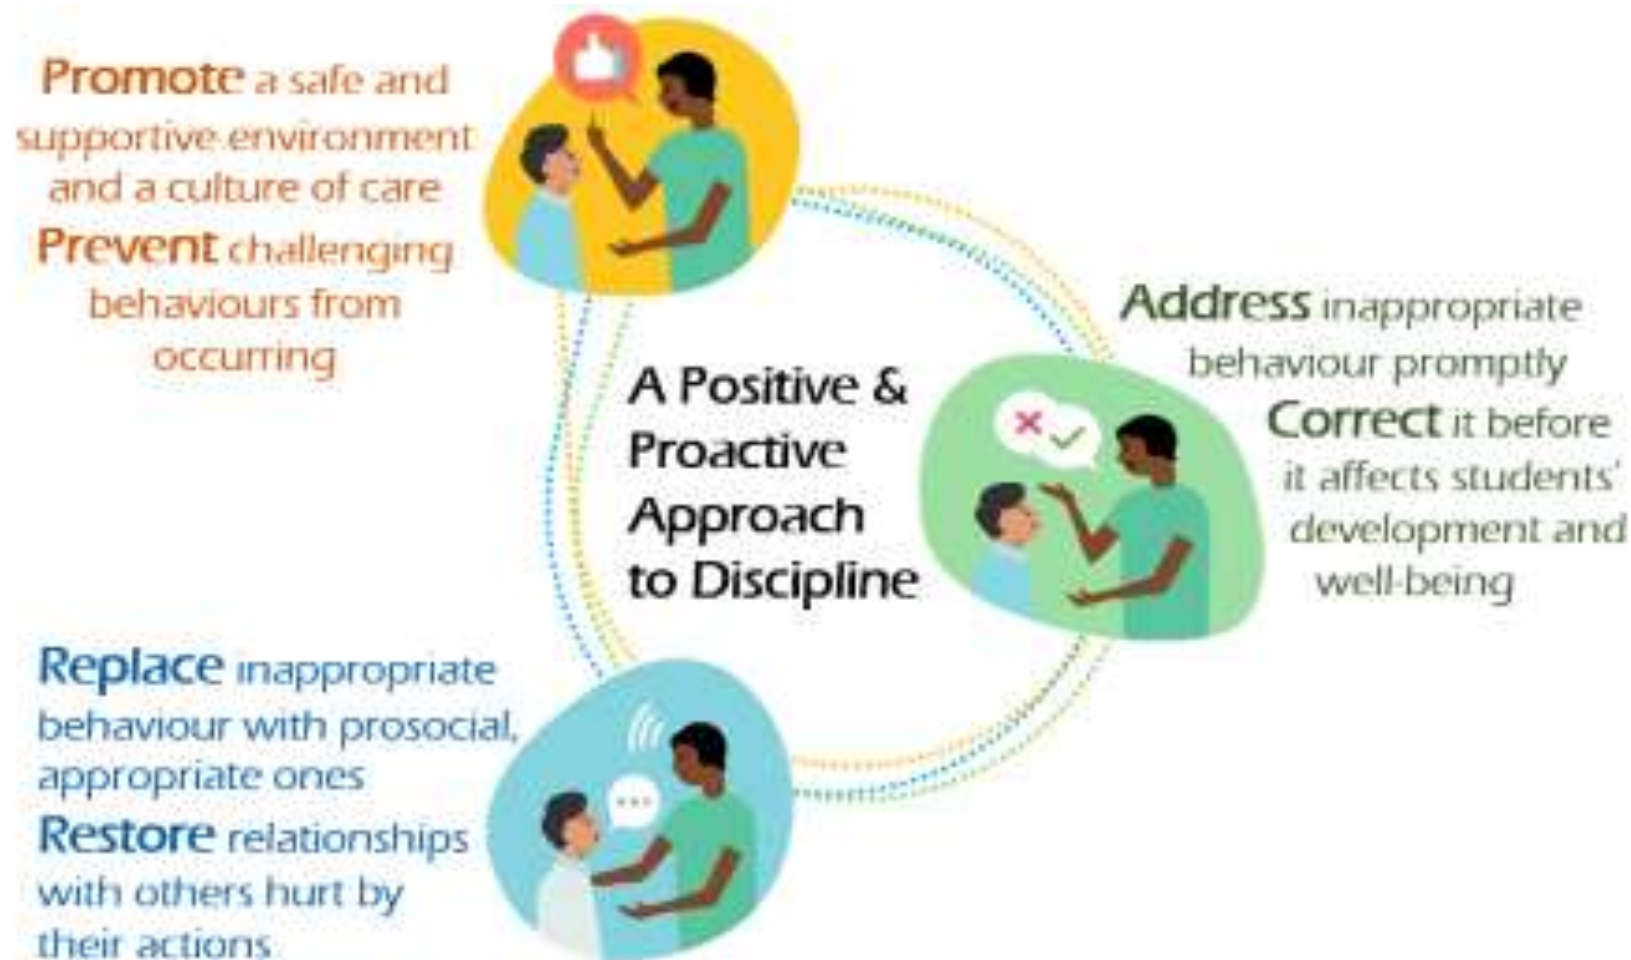 Promote a safe and
supportive environment
and a culture of care
Prevent challenging
behaviours from
occurring
A Positive &
Proactive
Approach
to Discipline
Address inappropriate
behaviour promptly
Correct it before
it affects students'
development and
well-being
Replace inappropriate
behaviour with prosocial,
appropriate ones
Restore relationships
with others hurt by
their actions